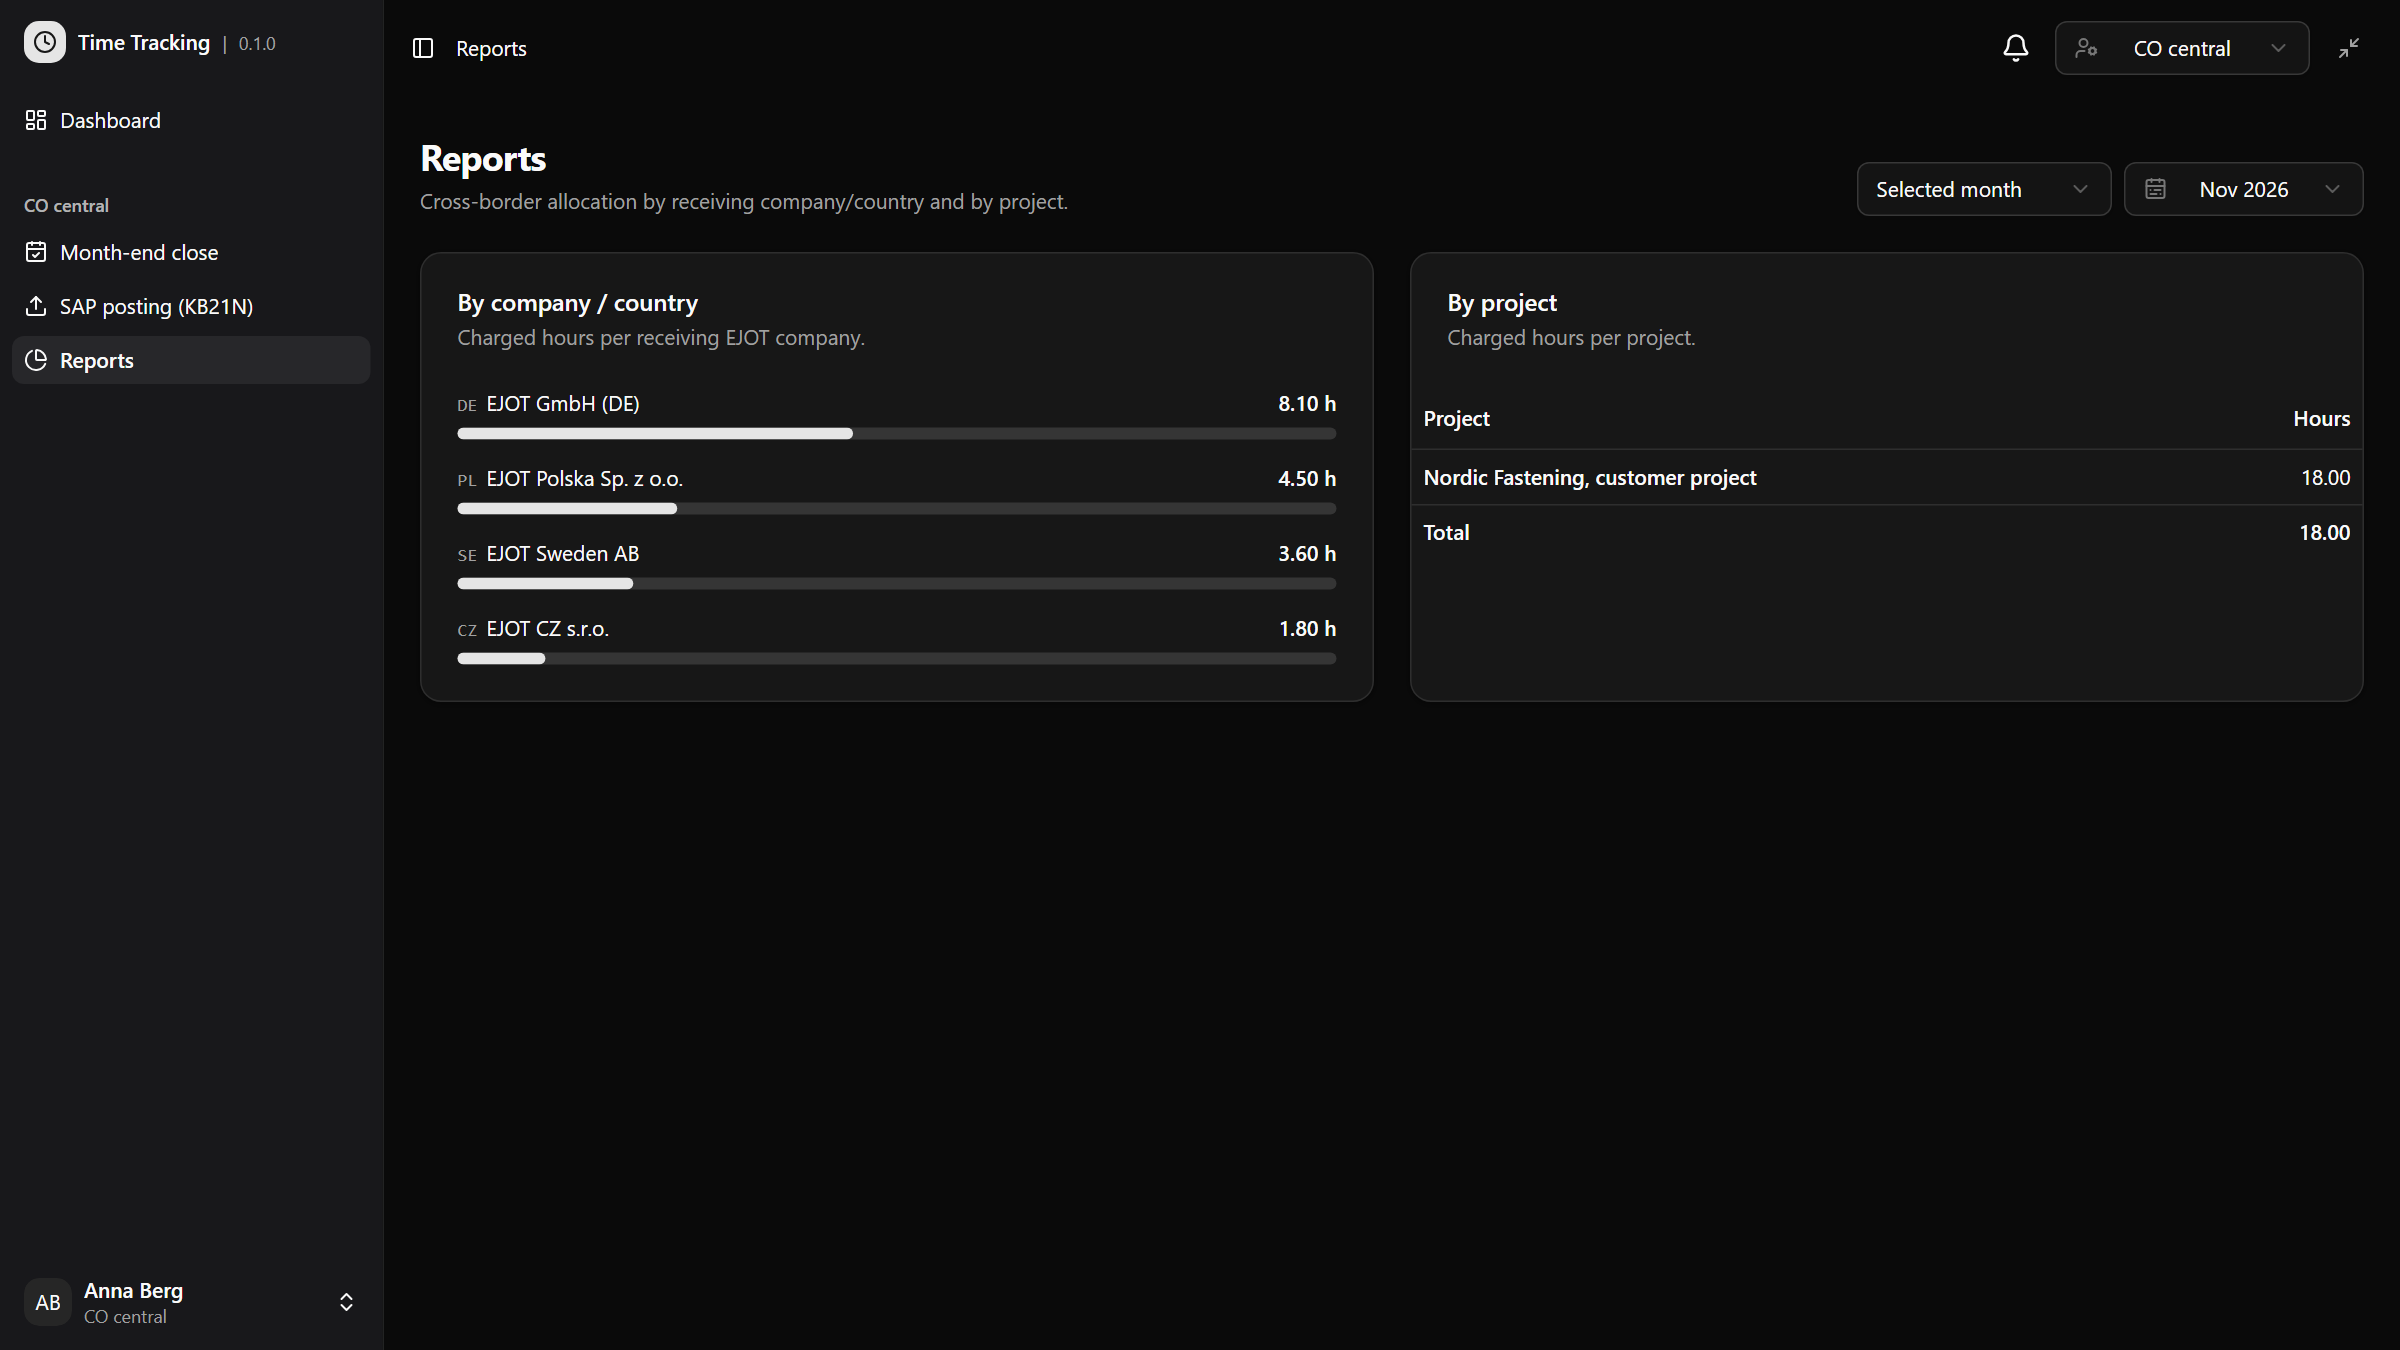 Time Tracking | 0.1.0
Dashboard
CO central
Month-end close
SAP posting (KB21N)
Reports
Anna Berg
AB
CO central
Reports
CO central
Reports
Cross-border allocation by receiving company/country and by project.
Selected month
Nov 2026
By company / country
Charged hours per receiving EJOT company.
DE EJOT GmbH (DE) 8.10 h
PL EJOT Polska Sp. z o.o. 4.50 h
SE EJOT Sweden AB 3.60 h
CZ EJOT CZ s.r.o. 1.80 h
By project
Charged hours per project.
Project Hours
Nordic Fastening, customer project 18.00
Total 18.00